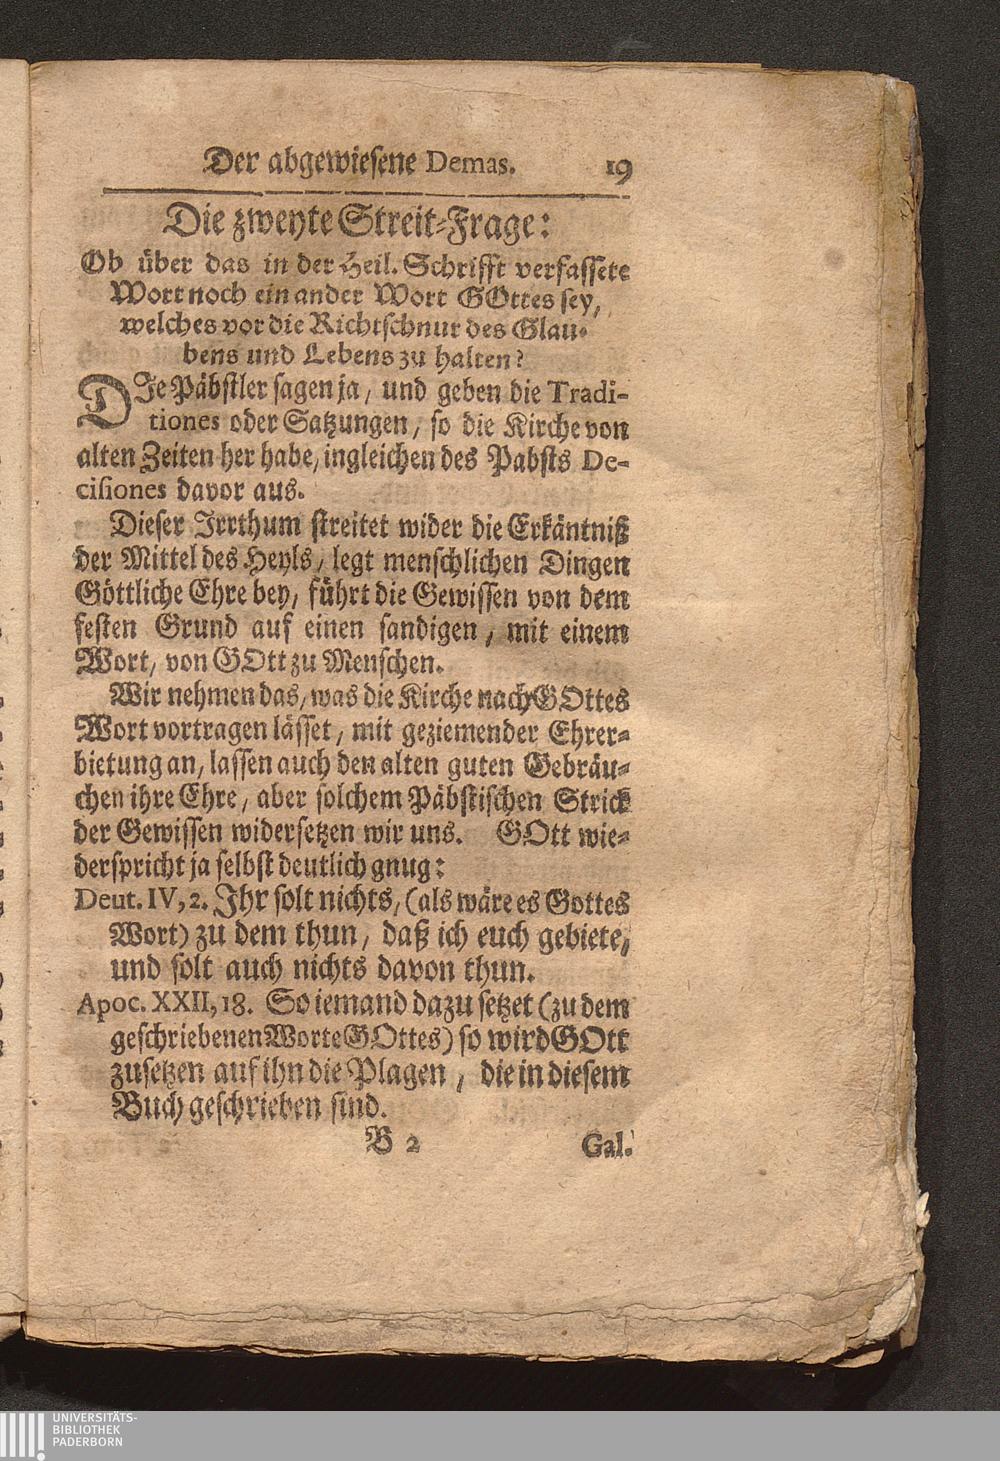 Der abgewiesene Demas. 19
Die zweyte Streit-Frage:
Ob über das in der Heil. Schrifft verfassete
Wort noch ein ander Wort GOttes sey,
welches vor die Richtschnur des Glau-
bens und Lebens zu halten?
DIe Päbstler sagen ja, und geben die Tradi-
tiones oder Satzungen, so die Kirche von
alten Zeiten her habe, ingleichen des Pabsts De-
cisiones davor aus.
Dieser Irrthum streitet wider die Erkäntniß
der Mittel des Heyls, legt menschlichen Dingen
Göttliche Ehre bey, führt die Gewissen von dem
festen Grund auf einen sandigen, mit einem
Wort, von GOtt zu Menschen.
Wir nehmen das, was die Kirche nach GOttes
Wort vortragen lässet, mit geziemender Ehrer-
bietung an, lassen auch den alten guten Gebräu-
chen ihre Ehre, aber solchem Päbstischen Strick
der Gewissen widersetzen wir uns. GOtt wie-
derspricht ja selbst deutlich gnug:
Deut. IV, 2. Ihr solt nichts, (als wäre es Gottes
Wort) zu dem thun, daß ich euch gebiete,
und solt auch nichts davon thun.
Apoc. XXII, 18. So iemand dazu setzet (zu dem
geschriebenen Worte GOttes) so wird GOtt
zusetzen auf ihn die Plagen, die in diesem
Buch geschrieben sind.
B 2 Gal.
UNIVERSITÄTS-
BIBLIOTHEK
PADERBORN